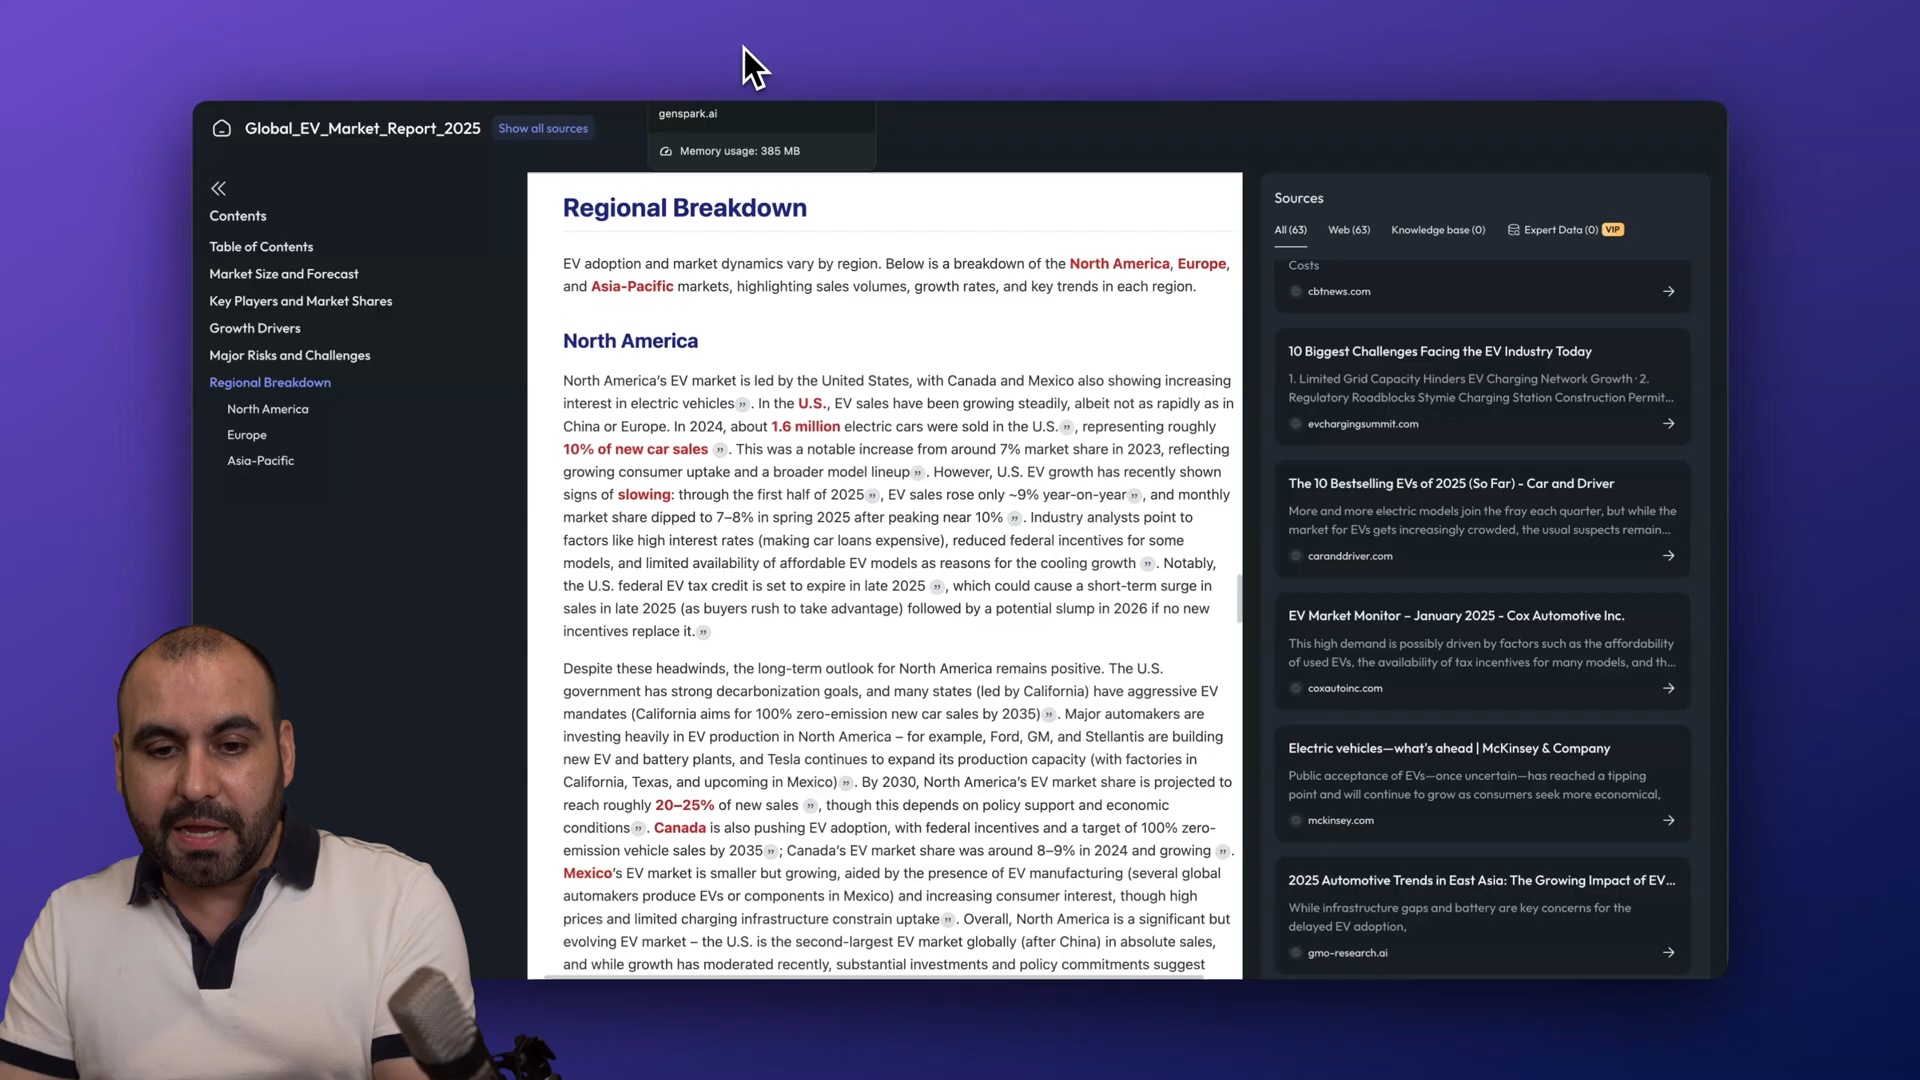 genspark.ai
Global_EV_Market_Report_2025
Show all sources
Memory usage: 385 MB
Contents
Table of Contents
Market Size and Forecast
Key Players and Market Shares
Growth Drivers
Major Risks and Challenges
Regional Breakdown
North America
Europe
Asia-Pacific
Regional Breakdown
EV adoption and market dynamics vary by region. Below is a breakdown of the North America, Europe,
and Asia-Pacific markets, highlighting sales volumes, growth rates, and key trends in each region.
North America
North America's EV market is led by the United States, with Canada and Mexico also showing increasing
interest in electric vehicles. In the U.S., EV sales have been growing steadily, albeit not as rapidly as in
China or Europe. In 2024, about 1.6 million electric cars were sold in the U.S., representing roughly
10% of new car sales. This was a notable increase from around 7% market share in 2023, reflecting
growing consumer uptake and a broader model lineup. However, U.S. EV growth has recently shown
signs of slowing: through the first half of 2025, EV sales rose only ~9% year-on-year, and monthly
market share dipped to 7–8% in spring 2025 after peaking near 10%. Industry analysts point to
factors like high interest rates (making car loans expensive), reduced federal incentives for some
models, and limited availability of affordable EV models as reasons for the cooling growth. Notably,
the U.S. federal EV tax credit is set to expire in late 2025, which could cause a short-term surge in
sales in late 2025 (as buyers rush to take advantage) followed by a potential slump in 2026 if no new
incentives replace it.
Despite these headwinds, the long-term outlook for North America remains positive. The U.S.
government has strong decarbonization goals, and many states (led by California) have aggressive EV
mandates (California aims for 100% zero-emission new car sales by 2035). Major automakers are
investing heavily in EV production in North America – for example, Ford, GM, and Stellantis are building
new EV and battery plants, and Tesla continues to expand its production capacity (with factories in
California, Texas, and upcoming in Mexico). By 2030, North America's EV market share is projected to
reach roughly 20–25% of new sales, though this depends on policy support and economic
conditions. Canada is also pushing EV adoption, with federal incentives and a target of 100% zero-
emission vehicle sales by 2035; Canada's EV market share was around 8–9% in 2024 and growing.
Mexico's EV market is smaller but growing, aided by the presence of EV manufacturing (several global
automakers produce EVs or components in Mexico) and increasing consumer interest, though high
prices and limited charging infrastructure constrain uptake. Overall, North America is a significant but
evolving EV market – the U.S. is the second-largest EV market globally (after China) in absolute sales,
and while growth has moderated recently, substantial investments and policy commitments suggest
Sources
All (63)
Web (63)
Knowledge base (0)
Expert Data (0)
VIP
Costs
cbtnews.com
10 Biggest Challenges Facing the EV Industry Today
1. Limited Grid Capacity Hinders EV Charging Network Growth · 2.
Regulatory Roadblocks Stymie Charging Station Construction Permit...
evchargingsummit.com
The 10 Bestselling EVs of 2025 (So Far) - Car and Driver
More and more electric models join the fray each quarter, but while the
market for EVs gets increasingly crowded, the usual suspects remain...
caranddriver.com
EV Market Monitor – January 2025 - Cox Automotive Inc.
This high demand is possibly driven by factors such as the affordability
of used EVs, the availability of tax incentives for many models, and th...
coxautoinc.com
Electric vehicles—what's ahead | McKinsey & Company
Public acceptance of EVs—once uncertain—has reached a tipping
point and will continue to grow as consumers seek more economical,
mckinsey.com
2025 Automotive Trends in East Asia: The Growing Impact of EV...
While infrastructure gaps and battery are key concerns for the
delayed EV adoption,
gmo-research.ai